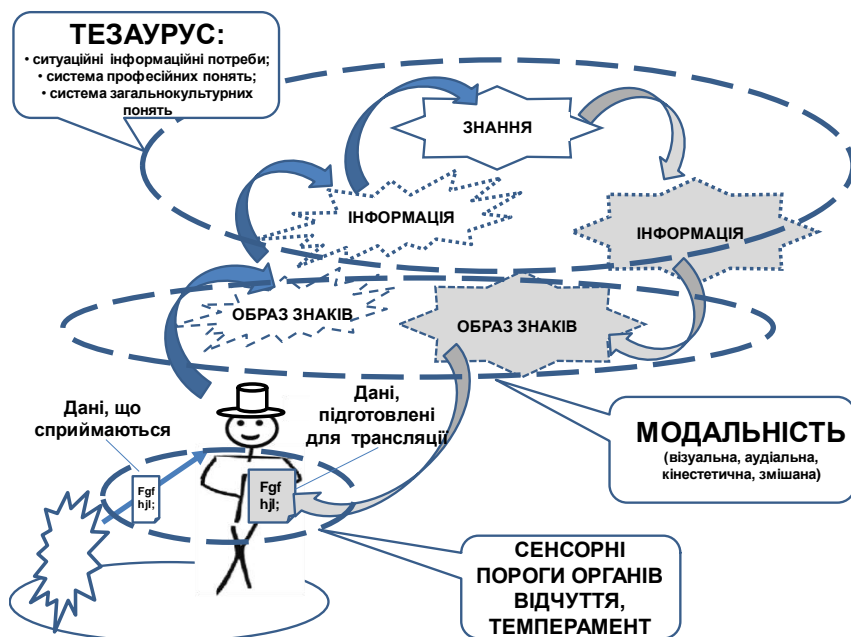 ТЕЗАУРУС:
• ситуаційні інформаційні потреби;
• система професійних понять;
• система загальнокультурних
понять
ЗНАННЯ
ІНФОРМАЦІЯ
ІНФОРМАЦІЯ
ОБРАЗ ЗНАКІВ
ОБРАЗ ЗНАКІВ
Дані, що
сприймаються
Дані,
підготовлені
для трансляції
Fgf
hjl;
Fgf
hjl;
МОДАЛЬНІСТЬ
(візуальна, аудіальна,
кінестетична, змішана)
СЕНСОРНІ
ПОРОГИ ОРГАНІВ
ВІДЧУТТЯ,
ТЕМПЕРАМЕНТ